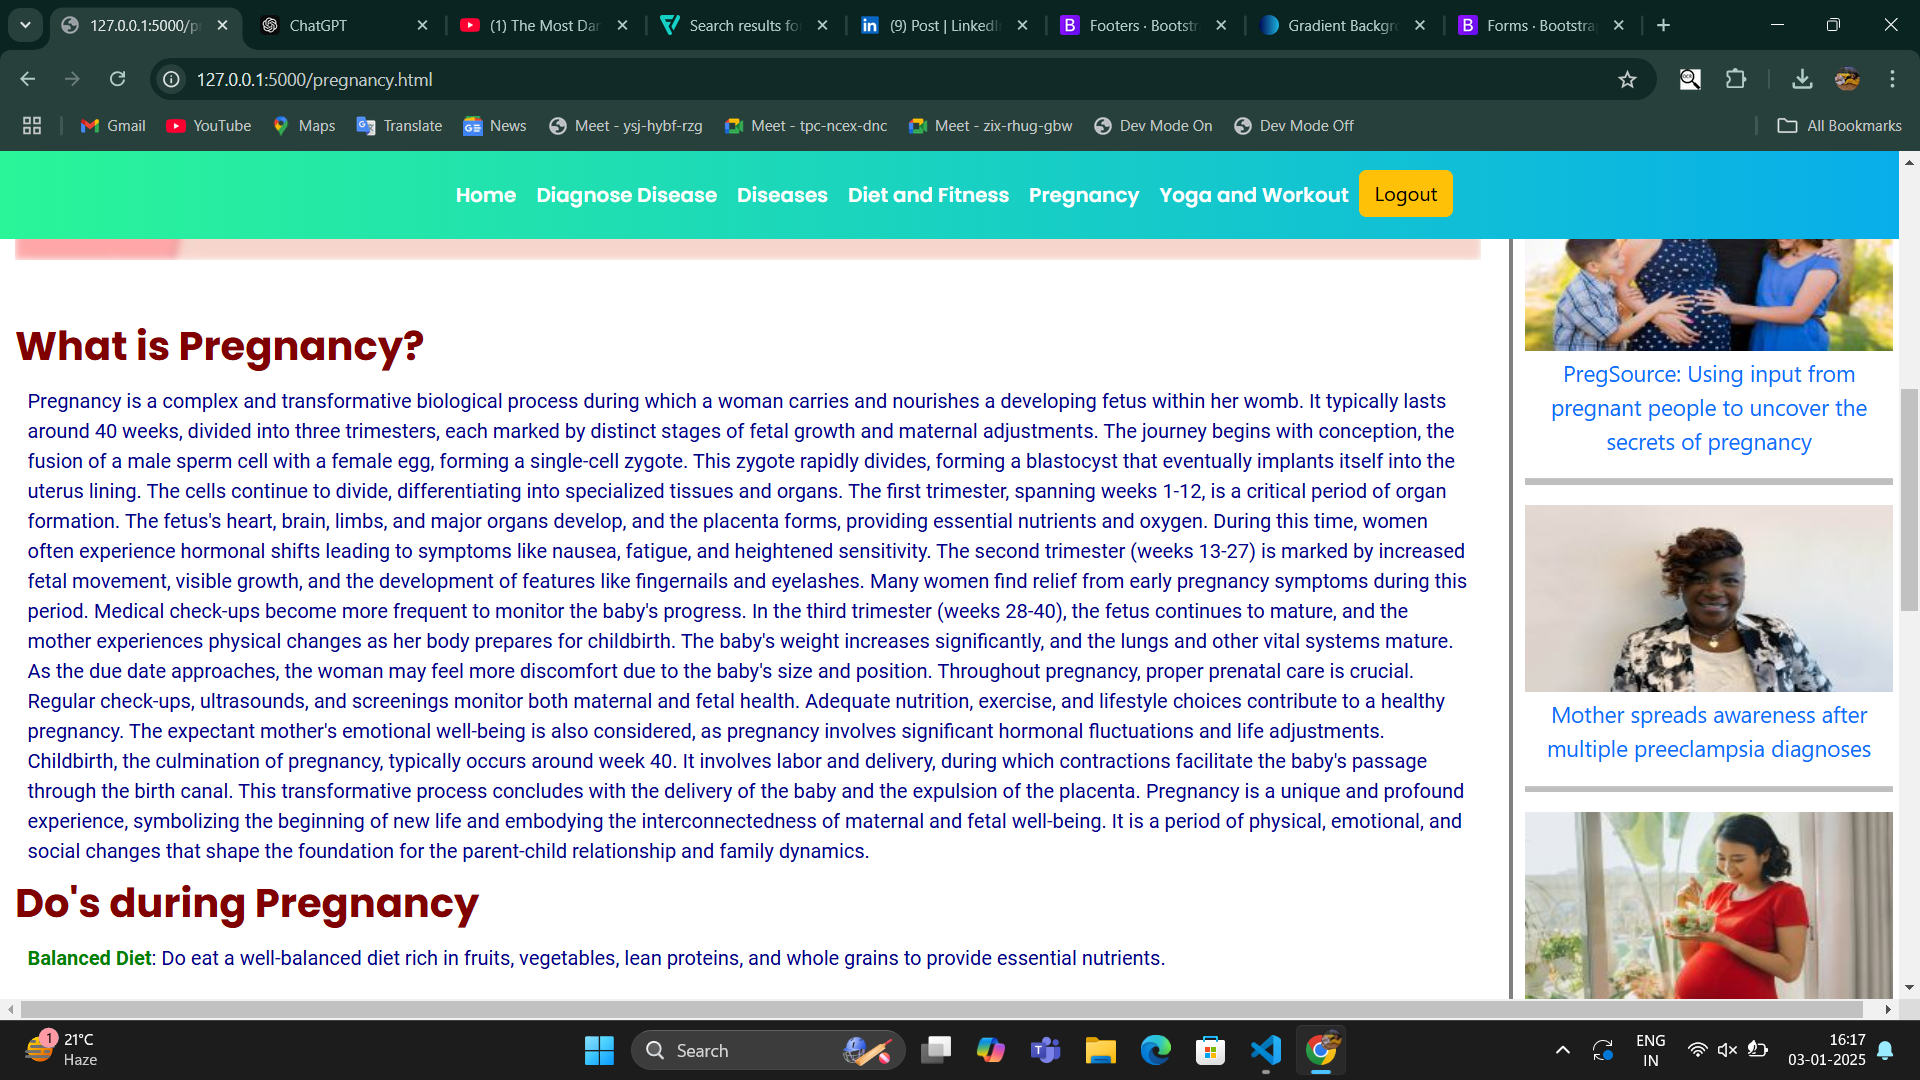 127.0.0.1:5000/p
ChatGPT
(1) The Most Dar
Search results fo
(9) Post | LinkedI
Footers · Bootstr
Gradient Backgr
Forms · Bootstra
127.0.0.1:5000/pregnancy.html
Gmail
YouTube
Maps
Translate
News
Meet - ysj-hybf-rzg
Meet - tpc-ncex-dnc
Meet - zix-rhug-gbw
Dev Mode On
Dev Mode Off
All Bookmarks
Home
Diagnose Disease
Diseases
Diet and Fitness
Pregnancy
Yoga and Workout
Logout
What is Pregnancy?
Pregnancy is a complex and transformative biological process during which a woman carries and nourishes a developing fetus within her womb. It typically lasts
around 40 weeks, divided into three trimesters, each marked by distinct stages of fetal growth and maternal adjustments. The journey begins with conception, the
fusion of a male sperm cell with a female egg, forming a single-cell zygote. This zygote rapidly divides, forming a blastocyst that eventually implants itself into the
uterus lining. The cells continue to divide, differentiating into specialized tissues and organs. The first trimester, spanning weeks 1-12, is a critical period of organ
formation. The fetus's heart, brain, limbs, and major organs develop, and the placenta forms, providing essential nutrients and oxygen. During this time, women
often experience hormonal shifts leading to symptoms like nausea, fatigue, and heightened sensitivity. The second trimester (weeks 13-27) is marked by increased
fetal movement, visible growth, and the development of features like fingernails and eyelashes. Many women find relief from early pregnancy symptoms during this
period. Medical check-ups become more frequent to monitor the baby's progress. In the third trimester (weeks 28-40), the fetus continues to mature, and the
mother experiences physical changes as her body prepares for childbirth. The baby's weight increases significantly, and the lungs and other vital systems mature.
As the due date approaches, the woman may feel more discomfort due to the baby's size and position. Throughout pregnancy, proper prenatal care is crucial.
Regular check-ups, ultrasounds, and screenings monitor both maternal and fetal health. Adequate nutrition, exercise, and lifestyle choices contribute to a healthy
pregnancy. The expectant mother's emotional well-being is also considered, as pregnancy involves significant hormonal fluctuations and life adjustments.
Childbirth, the culmination of pregnancy, typically occurs around week 40. It involves labor and delivery, during which contractions facilitate the baby's passage
through the birth canal. This transformative process concludes with the delivery of the baby and the expulsion of the placenta. Pregnancy is a unique and profound
experience, symbolizing the beginning of new life and embodying the interconnectedness of maternal and fetal well-being. It is a period of physical, emotional, and
social changes that shape the foundation for the parent-child relationship and family dynamics.
Do's during Pregnancy
Balanced Diet: Do eat a well-balanced diet rich in fruits, vegetables, lean proteins, and whole grains to provide essential nutrients.
PregSource: Using input from
pregnant people to uncover the
secrets of pregnancy
Mother spreads awareness after
multiple preeclampsia diagnoses
1
21°C
Haze
Search
ENG
IN
16:17
03-01-2025